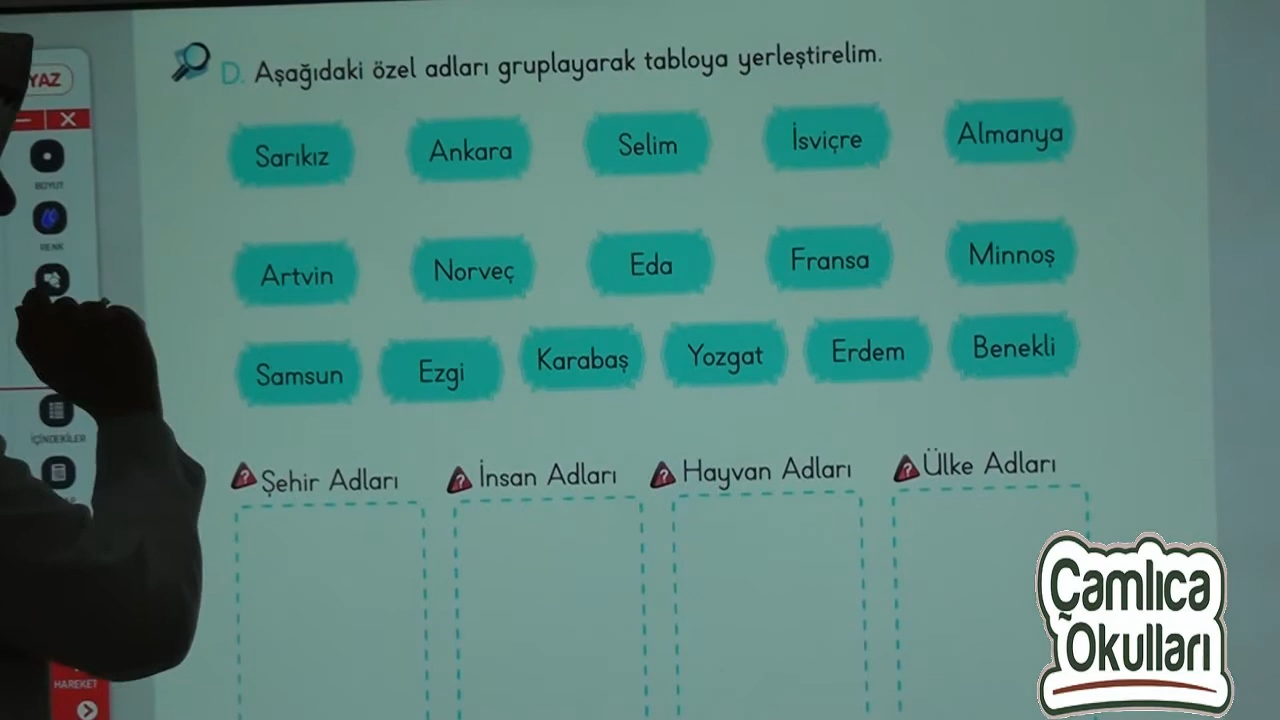 YAZ
D. Aşağıdaki özel adları gruplayarak tabloya yerleştirelim.
Sarıkız Ankara Selim İsviçre Almanya
BOYUT
RENK
Artvin Norveç Eda Fransa Minnoş
Samsun Ezgi Karabaş Yozgat Erdem Benekli
İÇİNDEKİLER
Şehir Adları İnsan Adları Hayvan Adları Ülke Adları
Çamlıca
Okulları
HAREKET